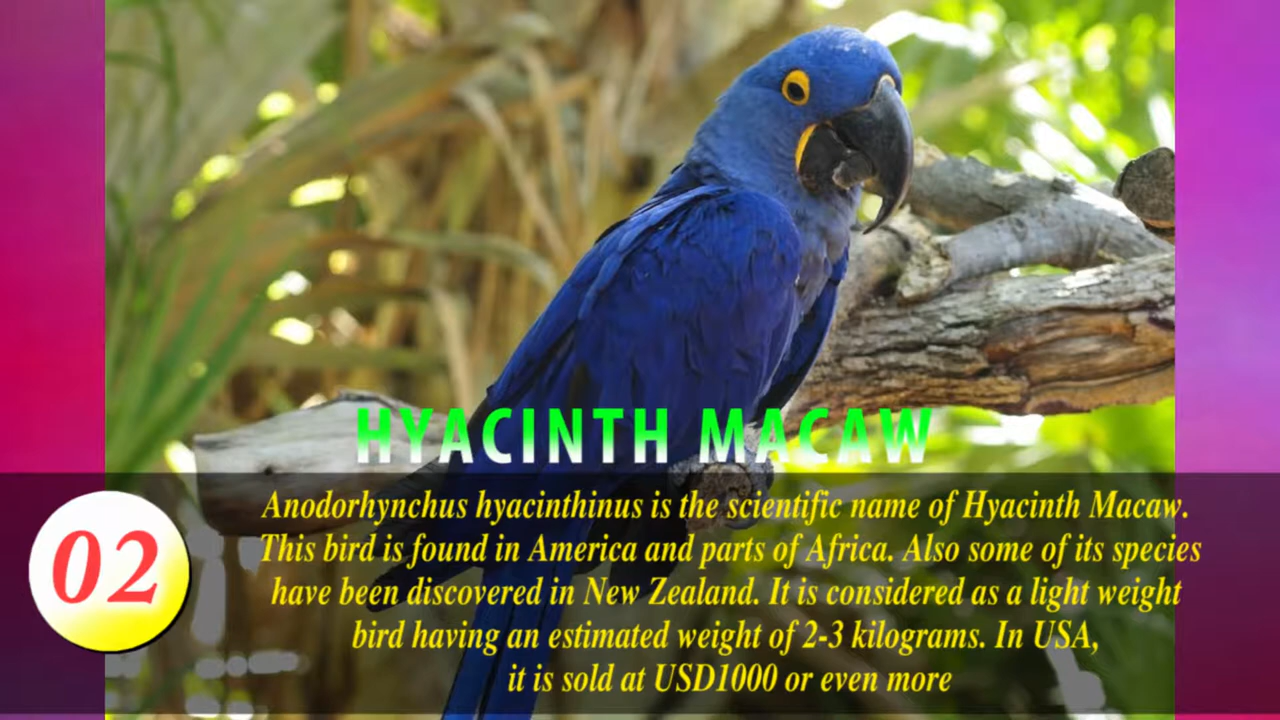 HYACINTH MACAW
02
Anodorhynchus hyacinthinus is the scientific name of Hyacinth Macaw.
This bird is found in America and parts of Africa. Also some of its species
have been discovered in New Zealand. It is considered as a light weight
bird having an estimated weight of 2-3 kilograms. In USA,
it is sold at USD1000 or even more